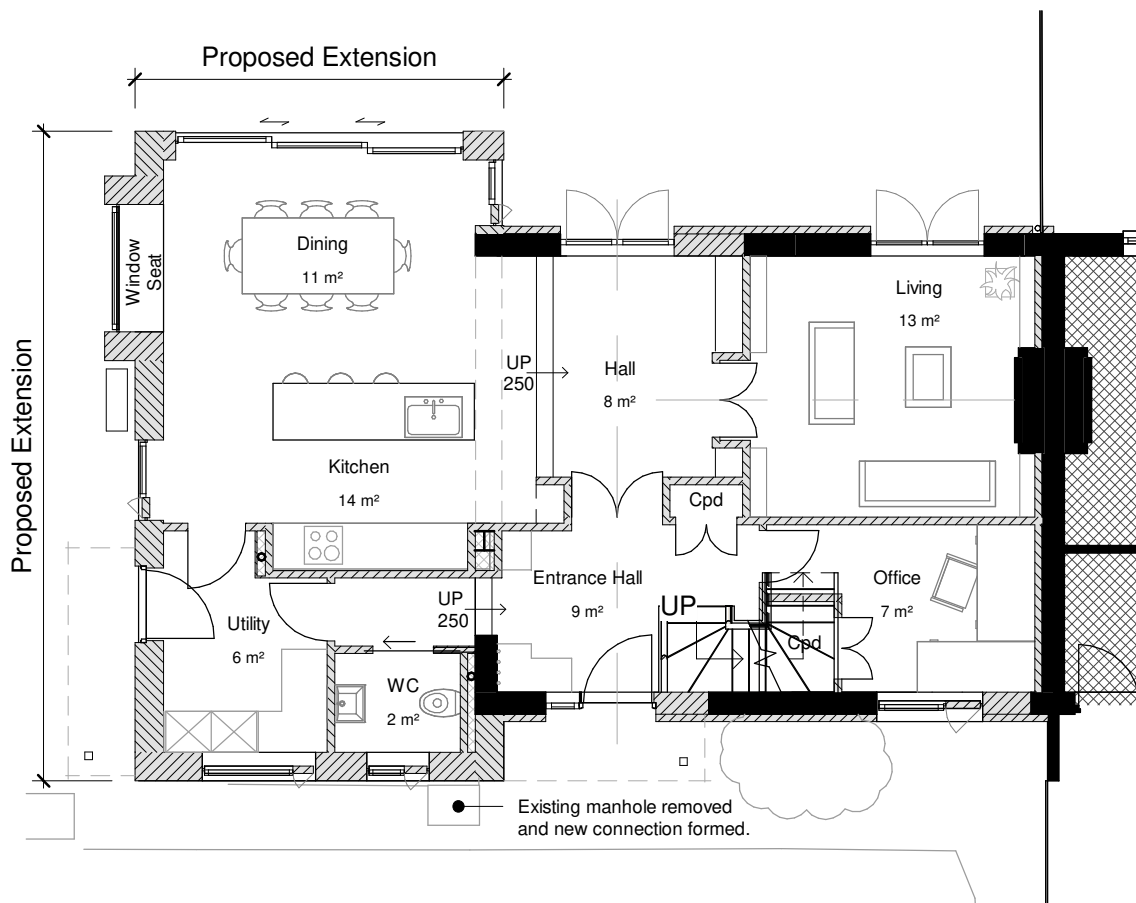 Proposed Extension
Proposed Extension
Dining
11 m²
Window
Seat
Living
13 m²
UP
250
Hall
8 m²
Kitchen
14 m²
Cpd
Entrance Hall
9 m²
UP
Office
7 m²
UP
250
Utility
6 m²
Cpd
WC
2 m²
Existing manhole removed
and new connection formed.